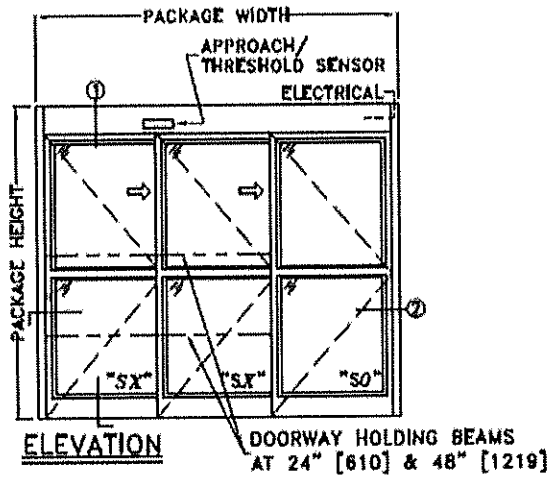 PACKAGE WIDTH
APPROACH/
THRESHOLD SENSOR
ELECTRICAL
1
PACKAGE HEIGHT
2
"SX"
"SX"
"SO"
ELEVATION
DOORWAY HOLDING BEAMS
AT 24" [610] & 48" [1219]